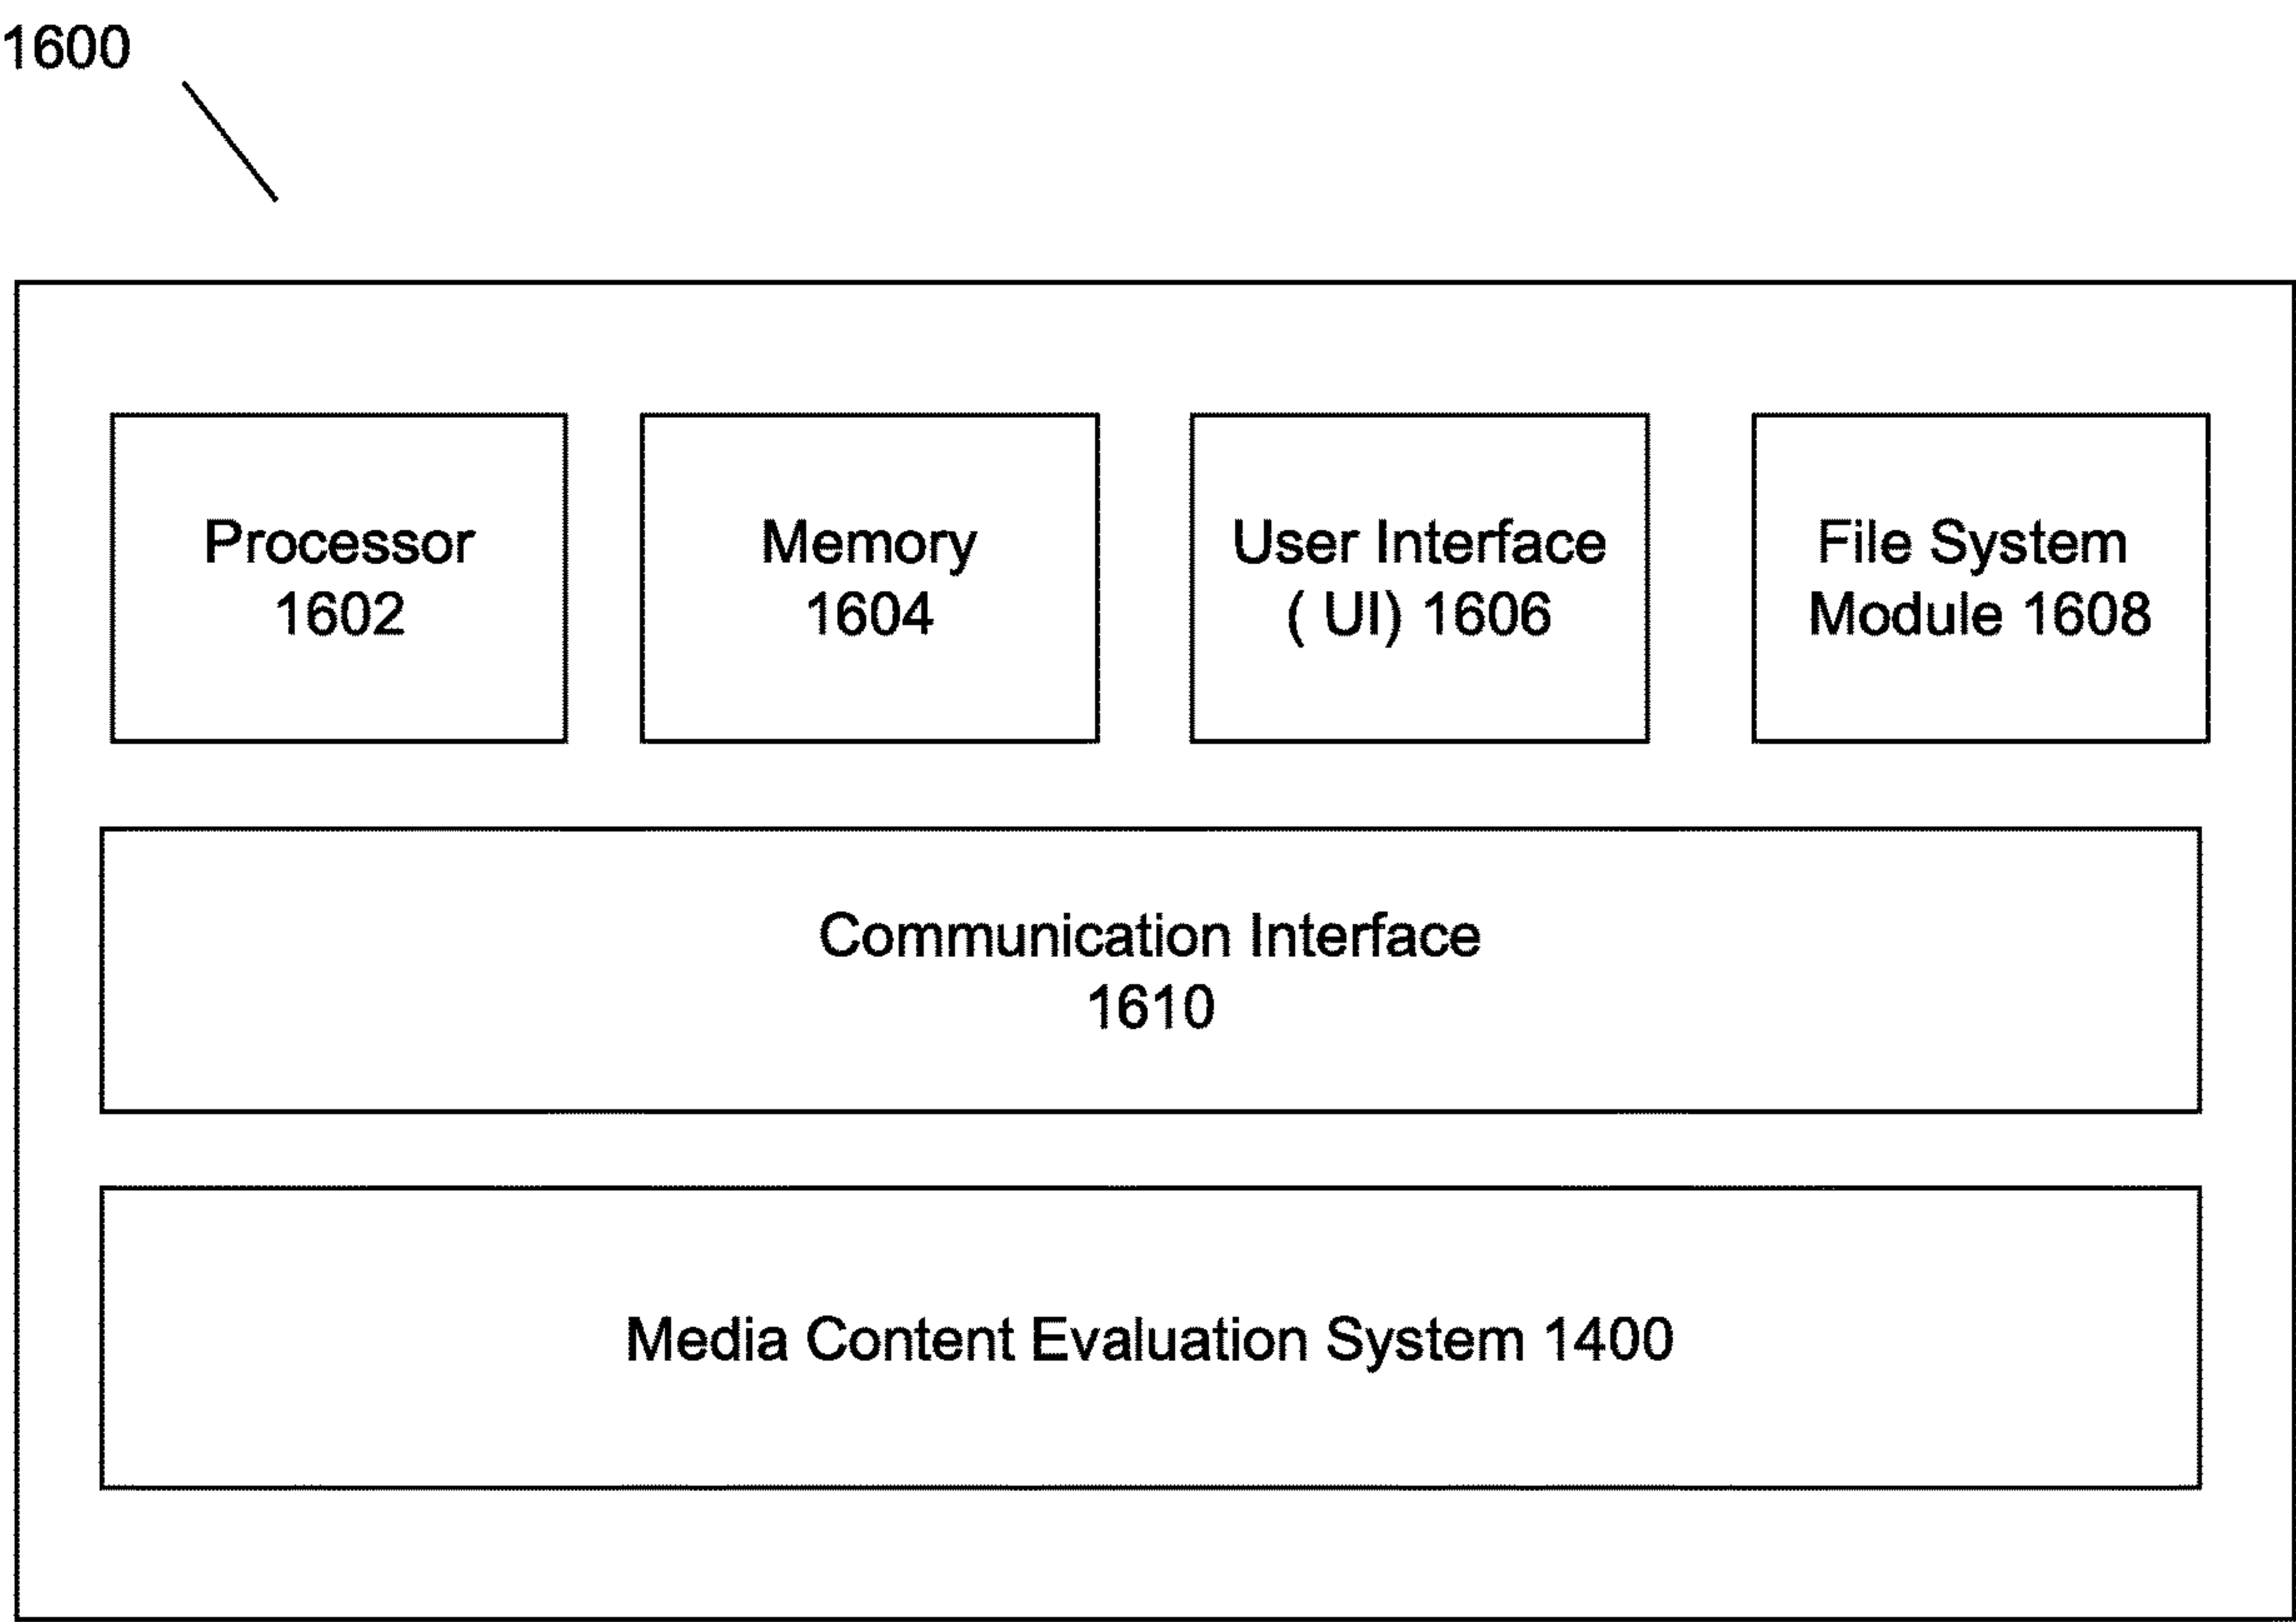 1600
Processor
1602
Memory
1604
User Interface
( UI) 1606
File System
Module 1608
Communication Interface
1610
Media Content Evaluation System 1400